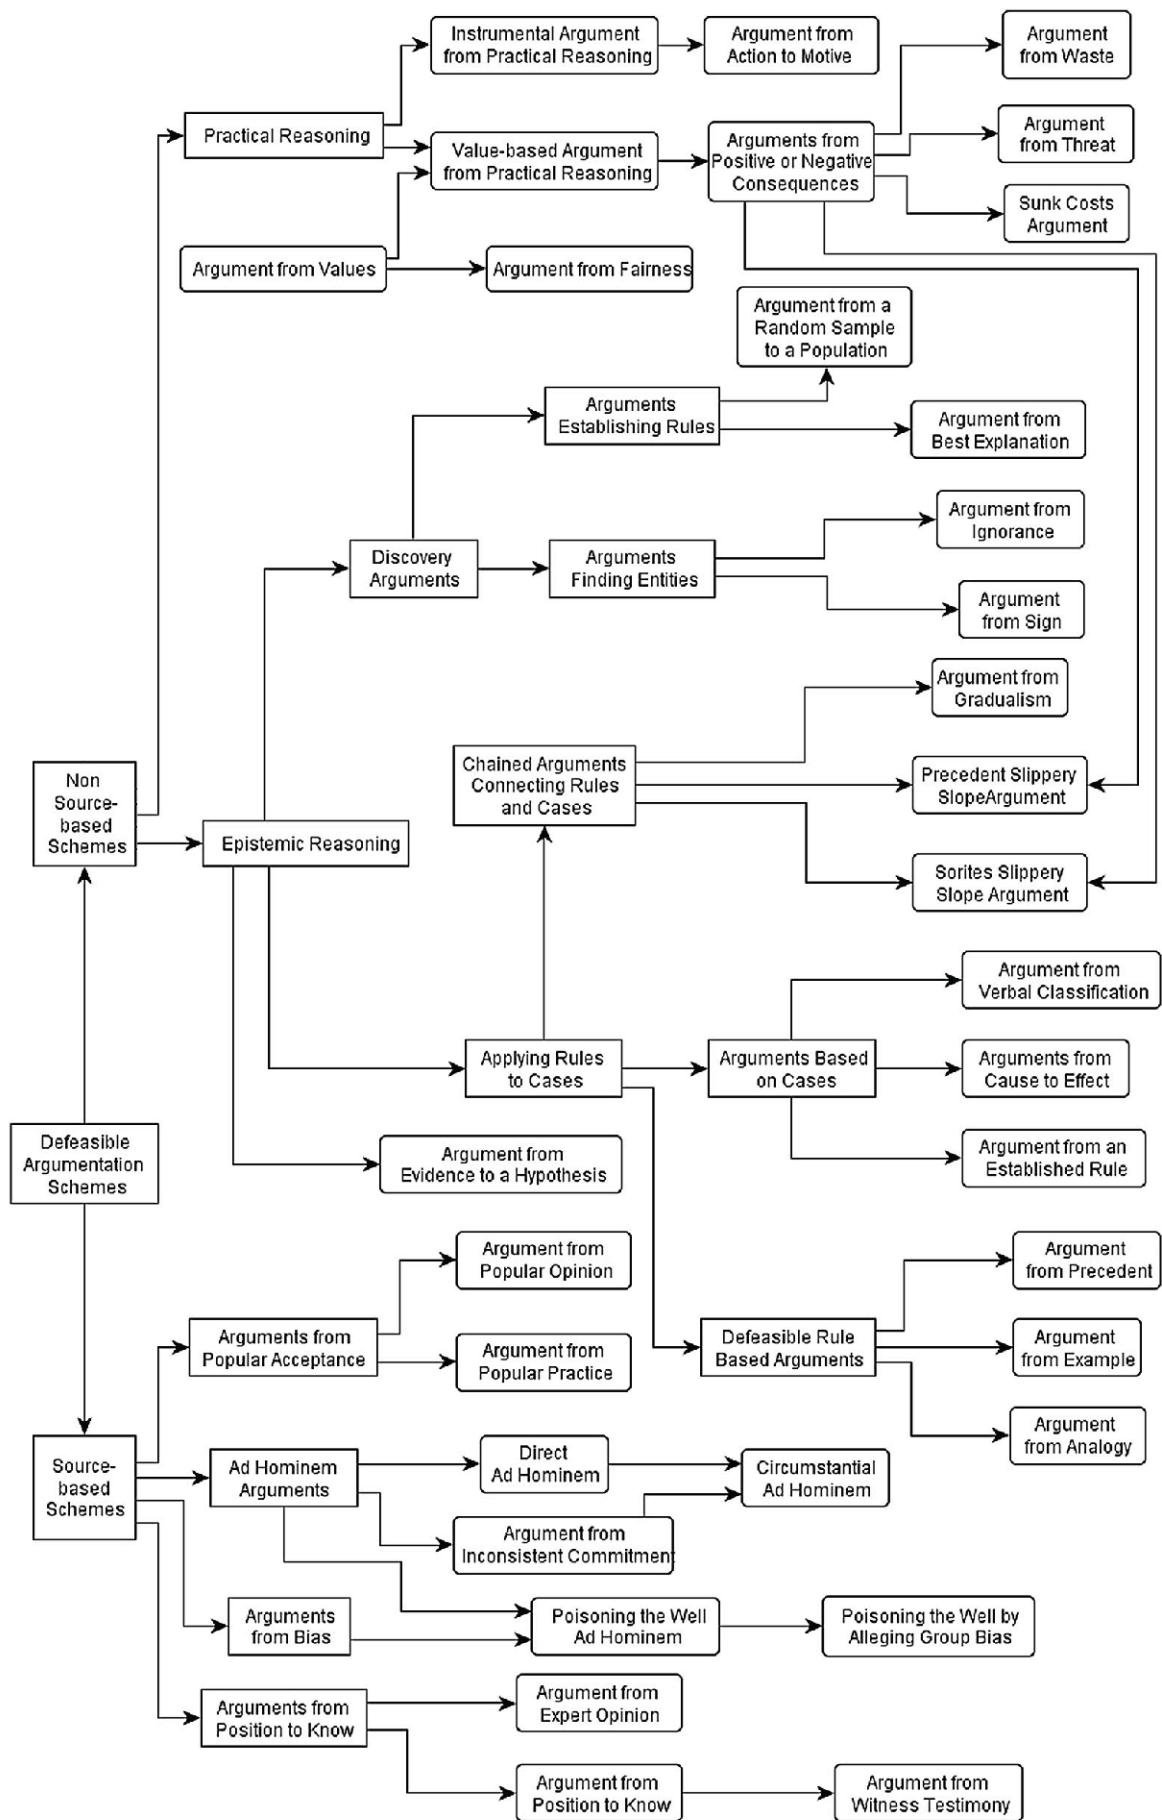 Instrumental Argument
from Practical Reasoning
Argument from
Action to Motive
Argument
from Waste
Practical Reasoning
Value-based Argument
from Practical Reasoning
Arguments from
Positive or Negative
Consequences
Argument
from Threat
Sunk Costs
Argument
Argument from Values
Argument from Fairness
Argument from a
Random Sample
to a Population
Arguments
Establishing Rules
Argument from
Best Explanation
Argument from
Ignorance
Discovery
Arguments
Arguments
Finding Entities
Argument
from Sign
Argument from
Gradualism
Non
Source-
based
Schemes
Chained Arguments
Connecting Rules
and Cases
Precedent Slippery
SlopeArgument
Epistemic Reasoning
Sorites Slippery
Slope Argument
Argument from
Verbal Classification
Applying Rules
to Cases
Arguments Based
on Cases
Arguments from
Cause to Effect
Defeasible
Argumentation
Schemes
Argument from
Evidence to a Hypothesis
Argument from an
Established Rule
Argument from
Popular Opinion
Argument
from Precedent
Arguments from
Popular Acceptance
Argument from
Popular Practice
Defeasible Rule
Based Arguments
Argument
from Example
Argument
from Analogy
Source-
based
Schemes
Ad Hominem
Arguments
Direct
Ad Hominem
Circumstantial
Ad Hominem
Argument from
Inconsistent Commitment
Arguments
from Bias
Poisoning the Well
Ad Hominem
Poisoning the Well by
Alleging Group Bias
Arguments from
Position to Know
Argument from
Expert Opinion
Argument from
Position to Know
Argument from
Witness Testimony